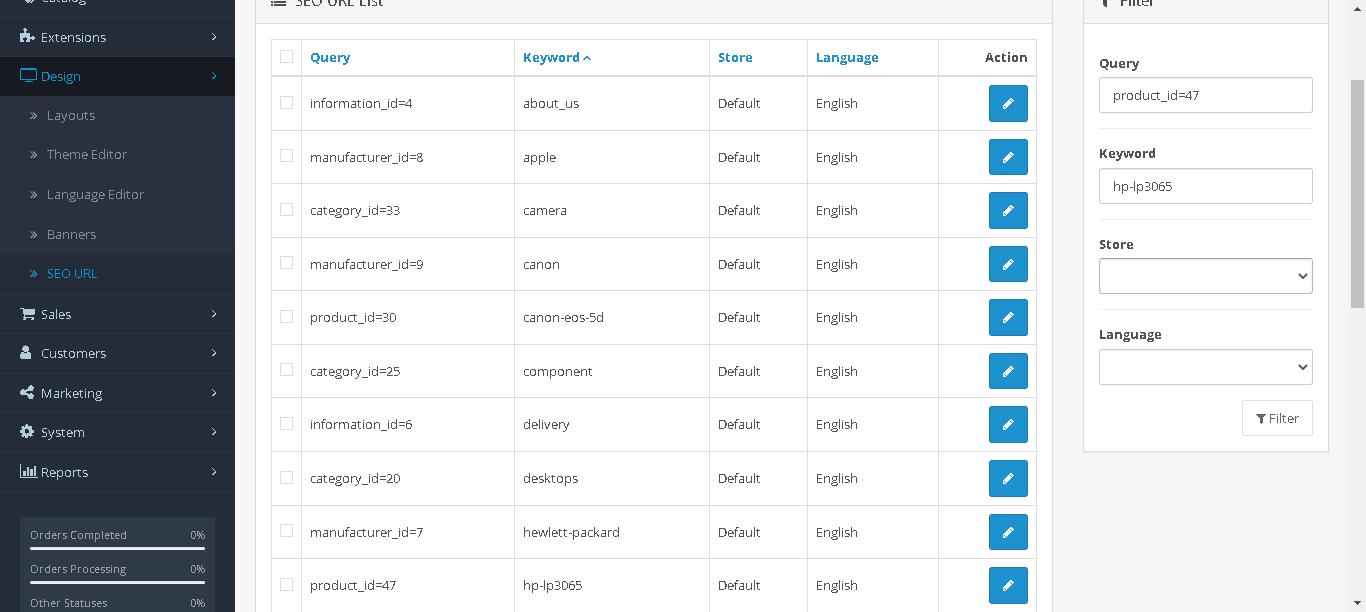 Catalog
Extensions
Design
Layouts
Theme Editor
Language Editor
Banners
SEO URL
Sales
Customers
Marketing
System
Reports
Orders Completed 0%
Orders Processing 0%
Other Statuses 0%
SEO URL List
Query Keyword Store Language Action
information_id=4 about_us Default English
manufacturer_id=8 apple Default English
category_id=33 camera Default English
manufacturer_id=9 canon Default English
product_id=30 canon-eos-5d Default English
category_id=25 component Default English
information_id=6 delivery Default English
category_id=20 desktops Default English
manufacturer_id=7 hewlett-packard Default English
product_id=47 hp-lp3065 Default English
Filter
Query
product_id=47
Keyword
hp-lp3065
Store
Language
Filter